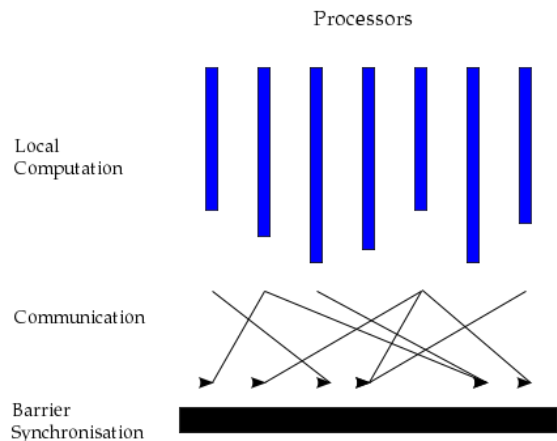 Processors
Local
Computation
Communication
Barrier
Synchronisation